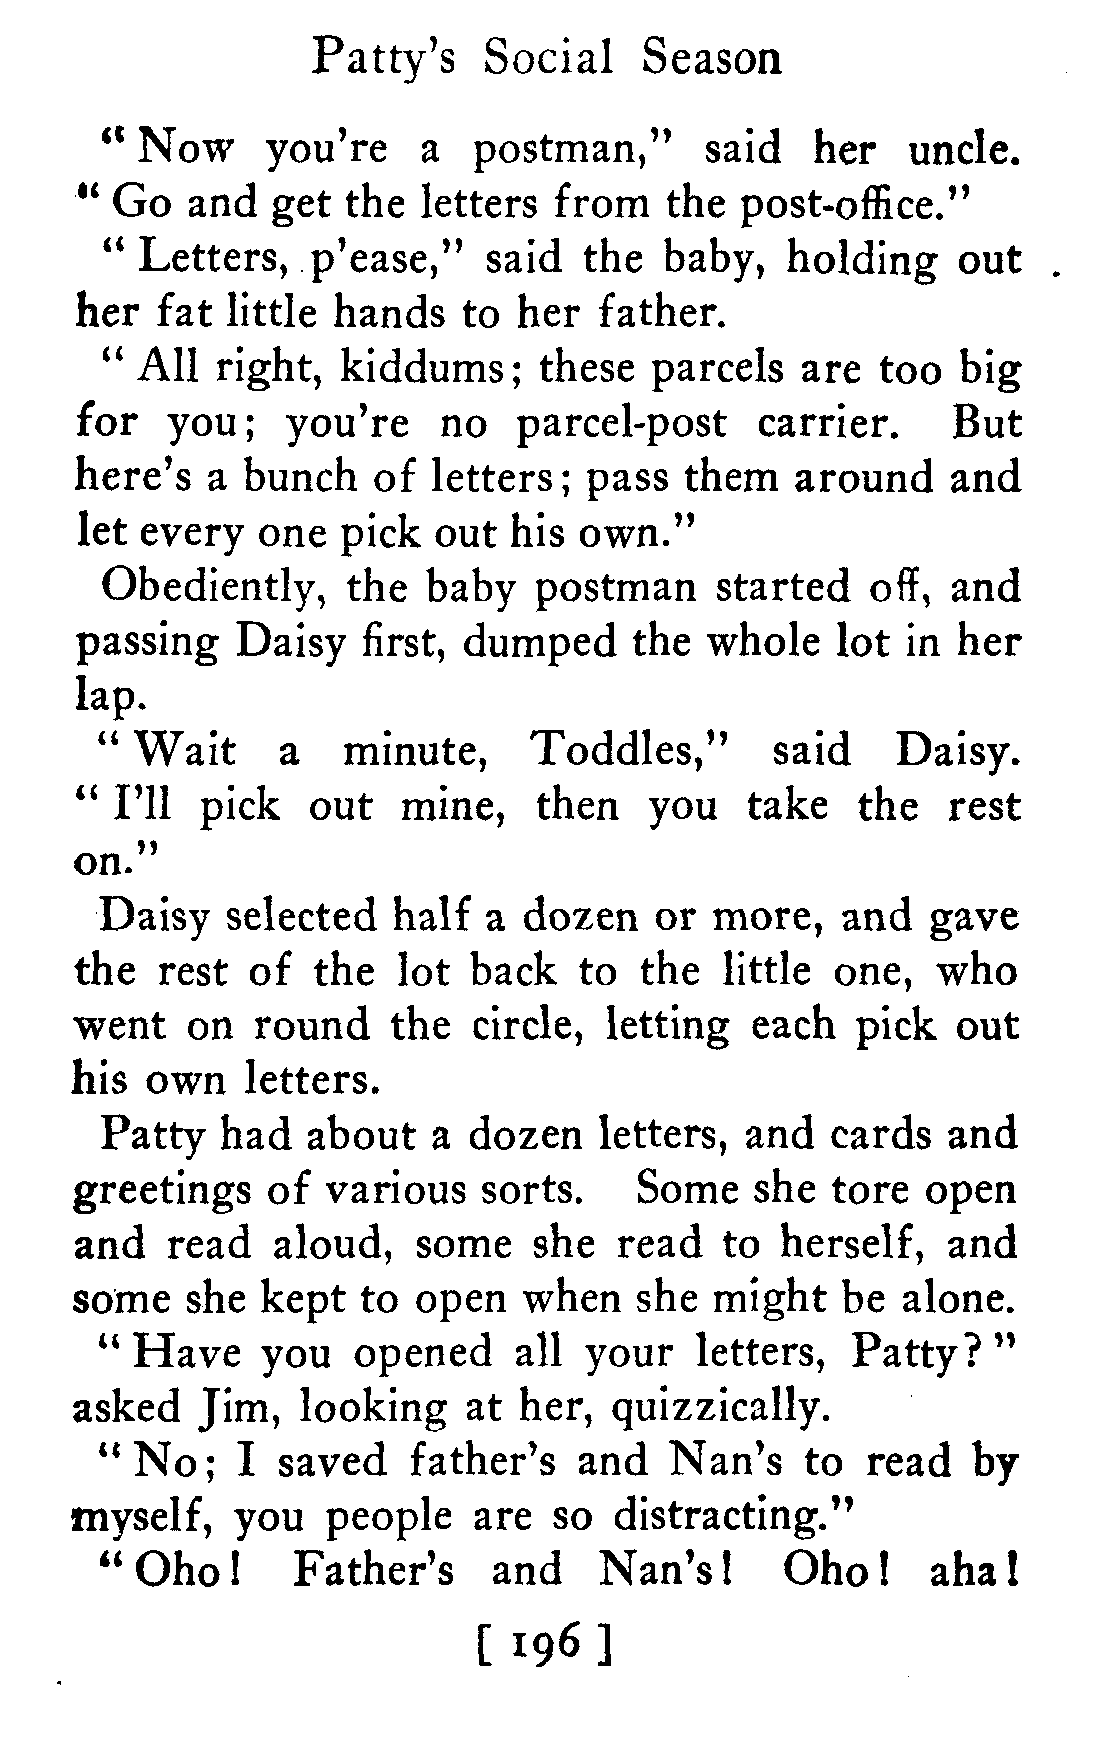 Patty's Social Season
"Now you're a postman," said her uncle.
"Go and get the letters from the post-office."
"Letters, p'ease," said the baby, holding out
her fat little hands to her father.
"All right, kiddums; these parcels are too big
for you; you're no parcel-post carrier. But
here's a bunch of letters; pass them around and
let every one pick out his own."
Obediently, the baby postman started off, and
passing Daisy first, dumped the whole lot in her
lap.
"Wait a minute, Toddles," said Daisy.
"I'll pick out mine, then you take the rest
on."
Daisy selected half a dozen or more, and gave
the rest of the lot back to the little one, who
went on round the circle, letting each pick out
his own letters.
Patty had about a dozen letters, and cards and
greetings of various sorts. Some she tore open
and read aloud, some she read to herself, and
some she kept to open when she might be alone.
"Have you opened all your letters, Patty?"
asked Jim, looking at her, quizzically.
"No; I saved father's and Nan's to read by
myself, you people are so distracting."
"Oho! Father's and Nan's! Oho! aha!
[ 196 ]